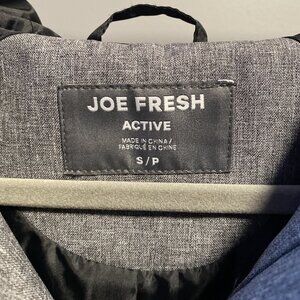 JOE FRESH
ACTIVE
MADE IN CHINA /
FABRIQUÉ EN CHINE
S / P